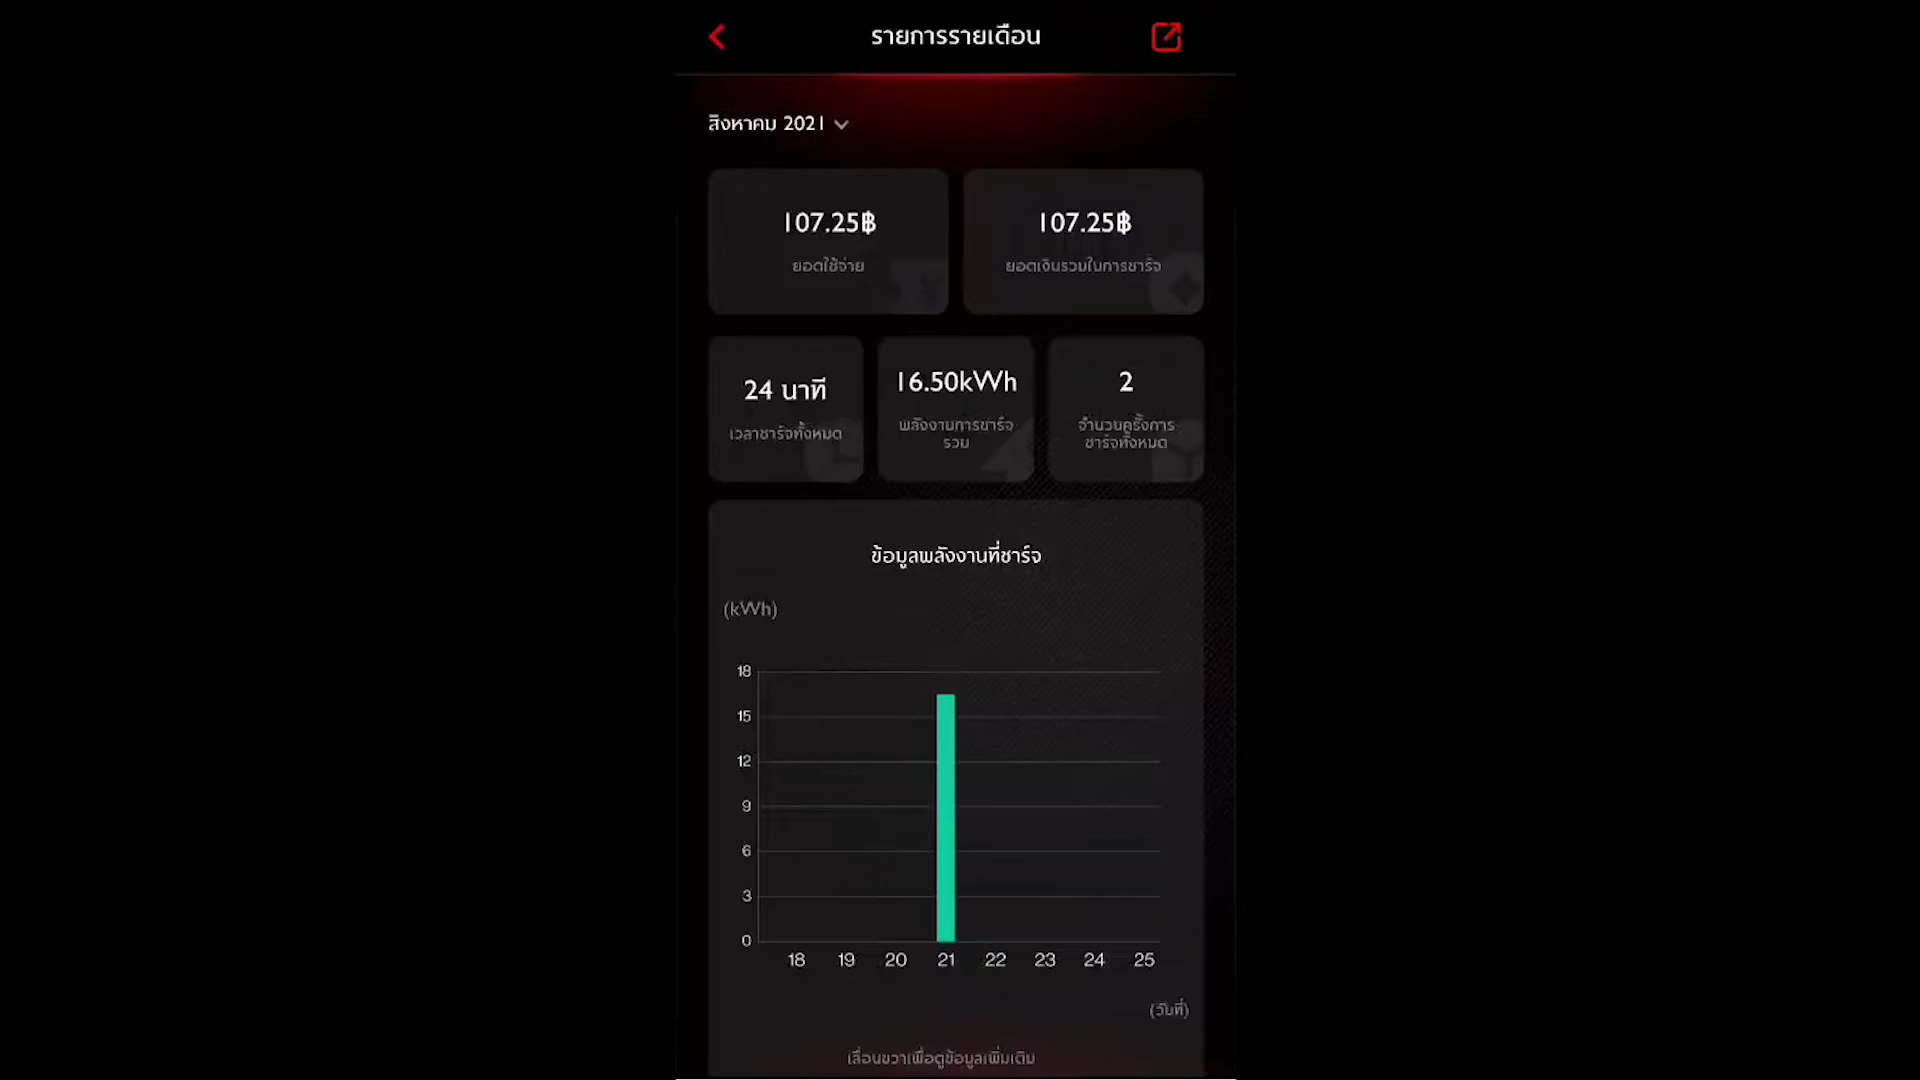 รายการรายเดือน
สิงหาคม 2021
107.25฿
ยอดใช้จ่าย
107.25฿
ยอดเงินรวมในการชาร์จ
24 นาที
เวลาชาร์จทั้งหมด
16.50kWh
พลังงานการชาร์จ
รวม
2
จำนวนครั้งการ
ชาร์จทั้งหมด
ข้อมูลพลังงานที่ชาร์จ
(kWh)
18
15
12
9
6
3
0
18 19 20 21 22 23 24 25
(วันที่)
เลื่อนขวาเพื่อดูข้อมูลเพิ่มเติม